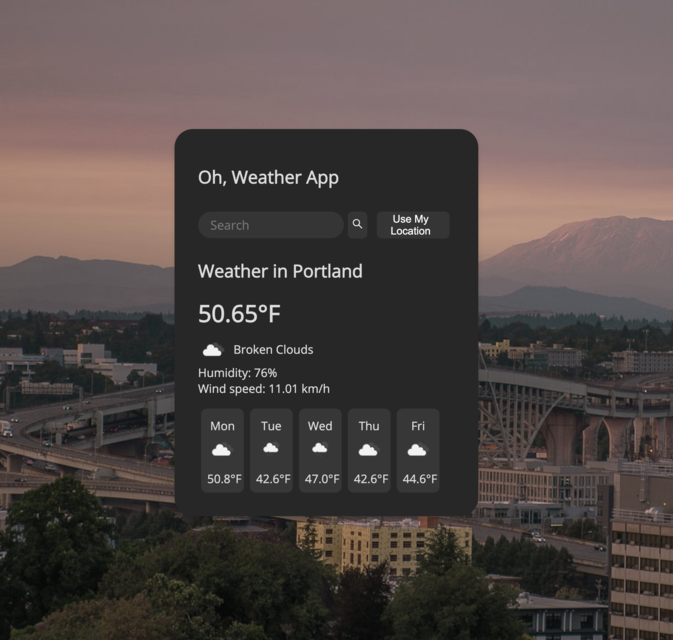 Oh, Weather App
Search
Use My
Location
Weather in Portland
50.65°F
Broken Clouds
Humidity: 76%
Wind speed: 11.01 km/h
Mon Tue Wed Thu Fri
50.8°F 42.6°F 47.0°F 42.6°F 44.6°F